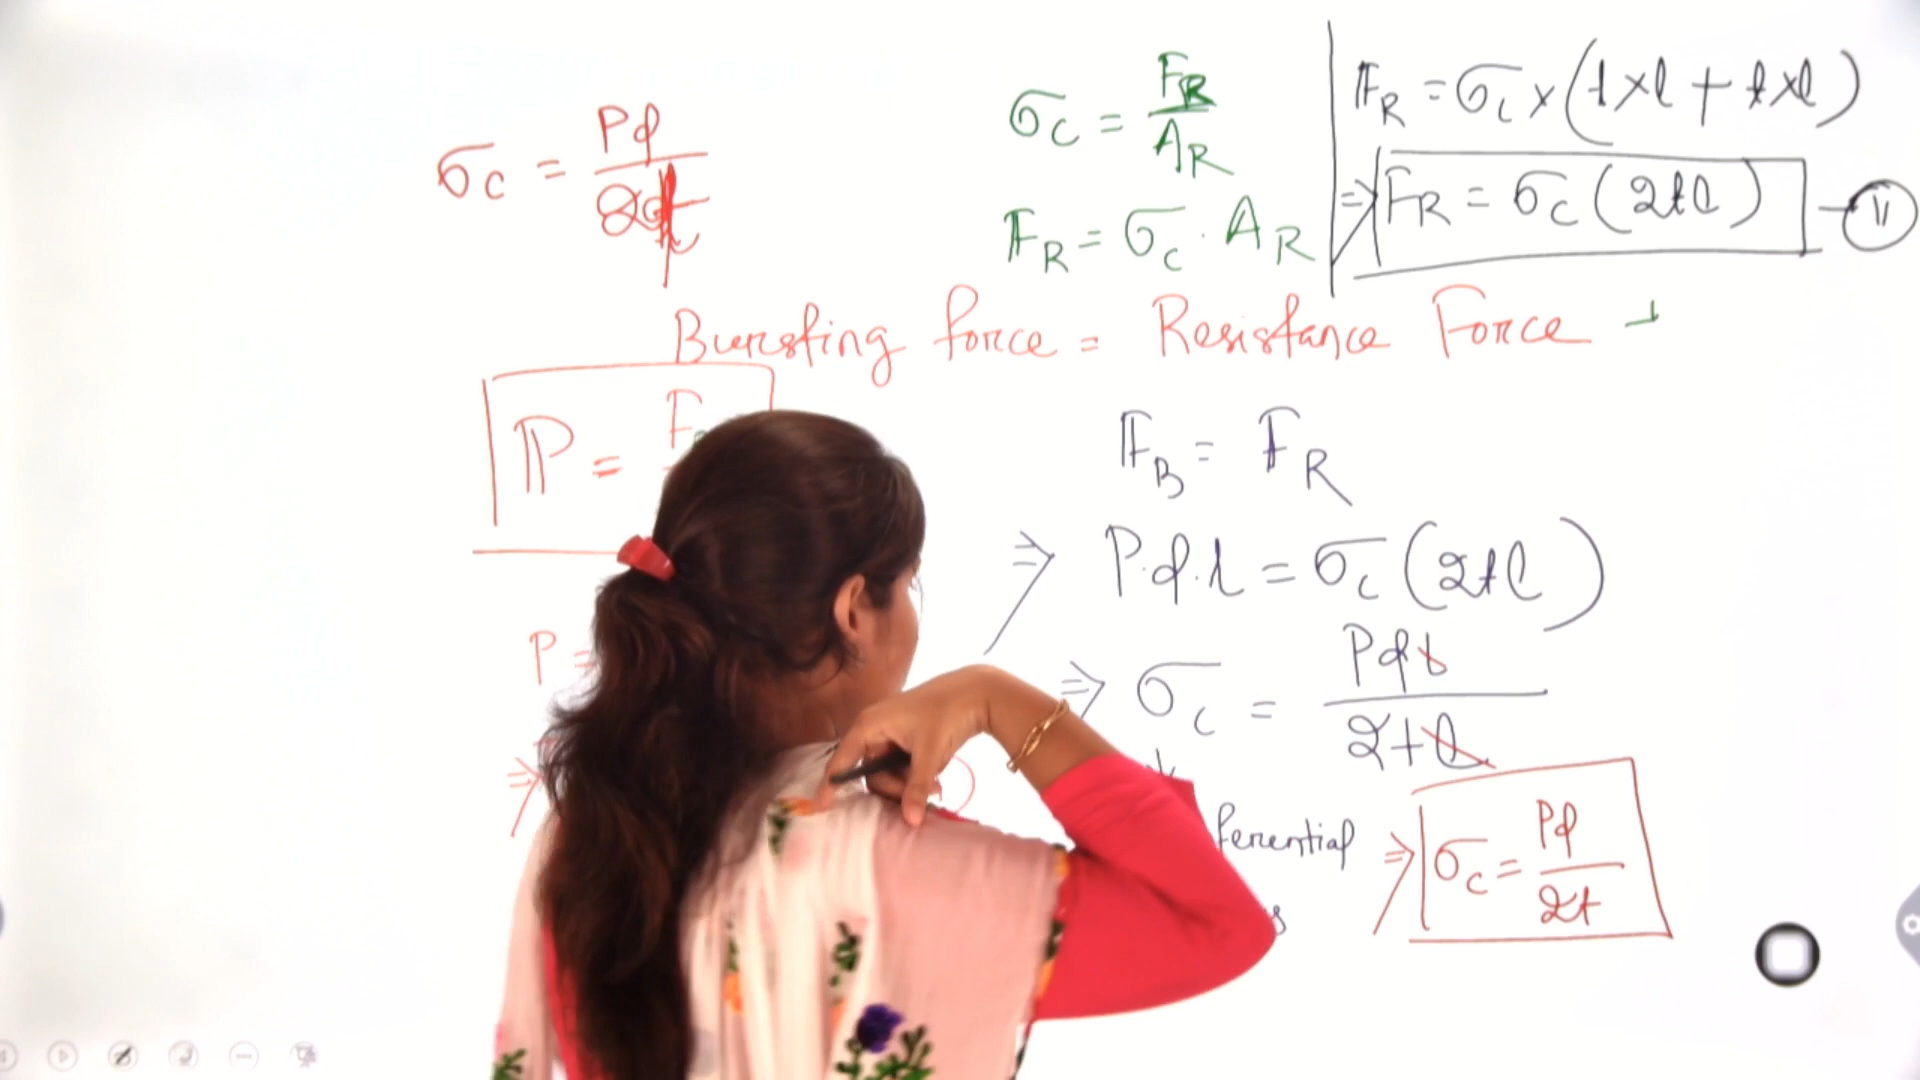 σc = Pd / 2t
σc = FR / AR
FR = σc · AR
FR = σc × (t×l + t×l)
⇒ FR = σc (2tl) — II
Bursting force = Resistance Force
P = F
FB = FR
⇒ P.d.l = σc (2tl)
P =
⇒ σc = Pdl / 2tl
⇒
ferential
⇒ σc = Pd / 2t
s